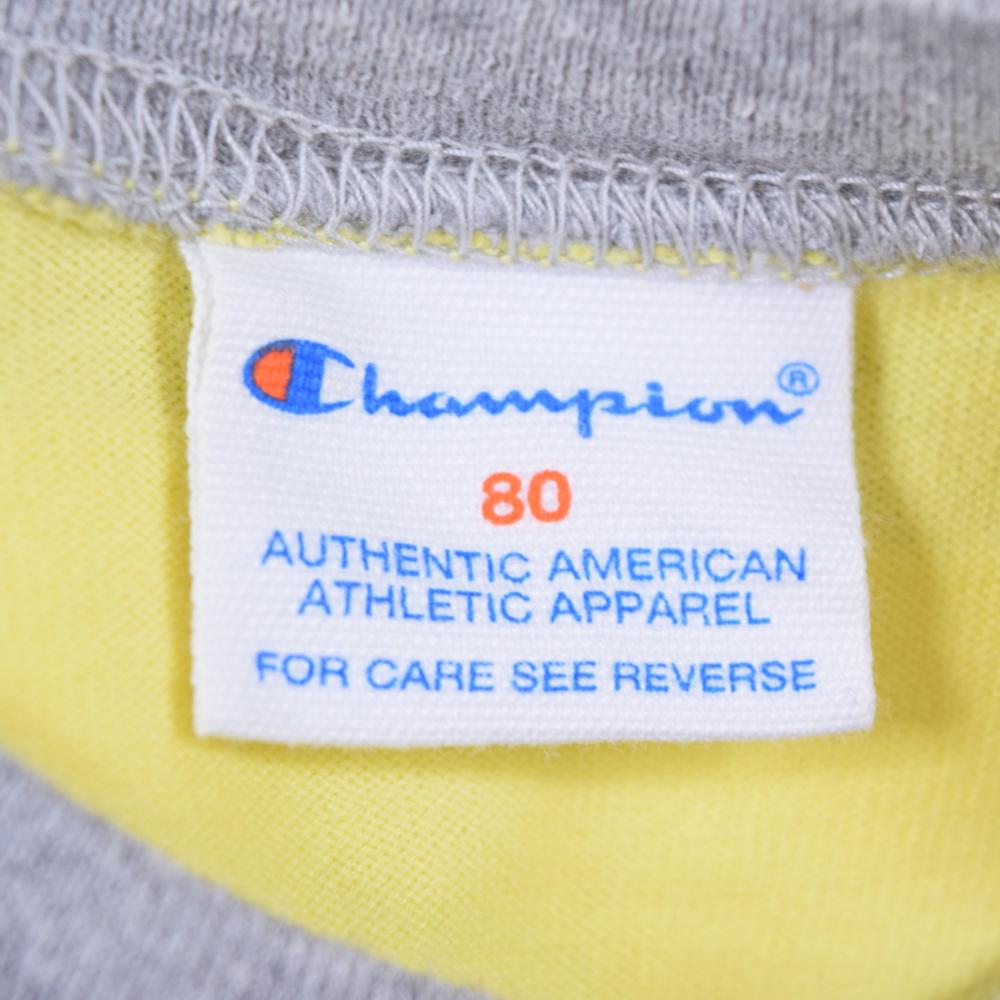 Champion®
80
AUTHENTIC AMERICAN
ATHLETIC APPAREL
FOR CARE SEE REVERSE